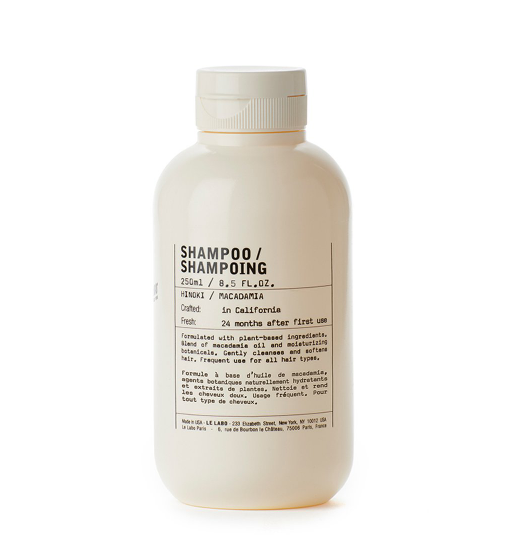 SHAMPOO /
SHAMPOING
250ml / 8.5 FL.OZ.
HINOKI / MACADAMIA
Crafted: in California
Fresh: 24 months after first use
Formulated with plant-based ingredients.
Blend of macadamia oil and moisturizing
botanicals. Gently cleanses and softens
hair. Frequent use for all hair types.
Formule à base d'huile de macadamia,
agents botaniques naturellement hydratants
et extraits de plantes. Nettoie et rend
les cheveux doux. Usage fréquent. Pour
tout type de cheveux.
Made in USA - LE LABO - 233 Elizabeth Street, New York, NY 10012 USA
Le Labo Paris - 6, rue de Bourbon le Château, 75006 Paris, France